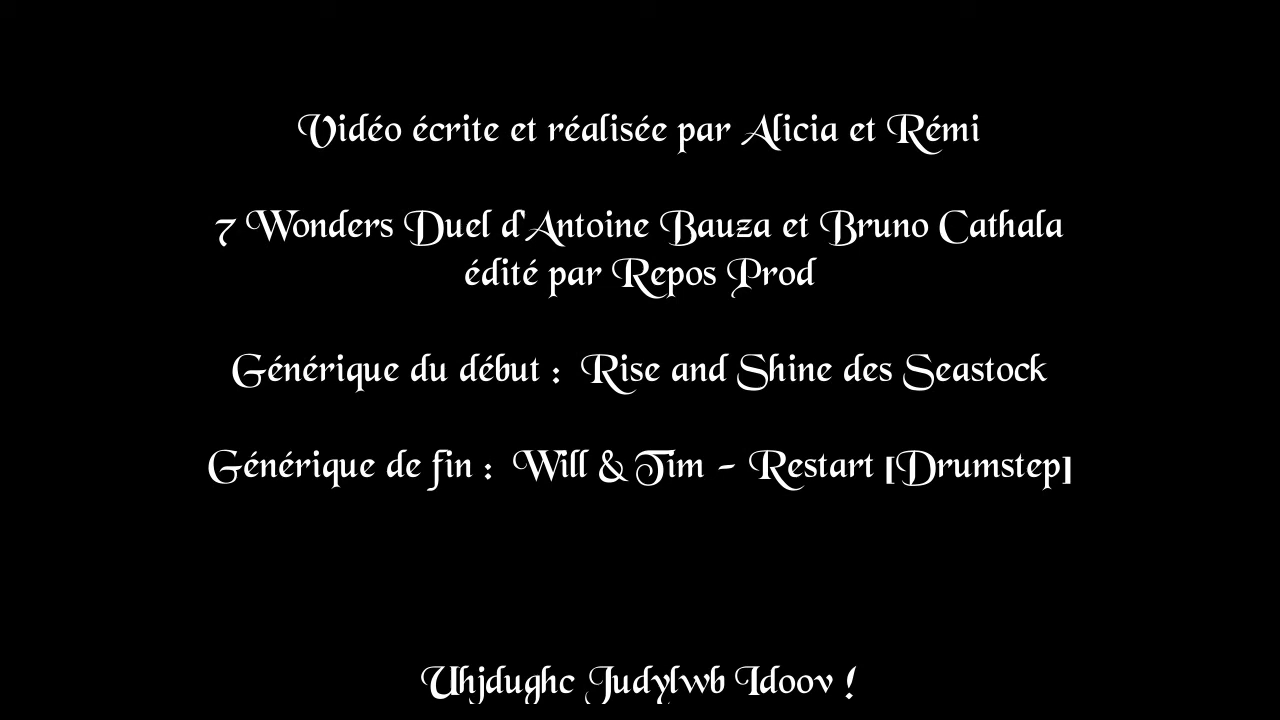 Vidéo écrite et réalisée par Alicia et Rémi
7 Wonders Duel d'Antoine Bauza et Bruno Cathala
édité par Repos Prod
Générique du début : Rise and Shine des Seastock
Générique de fin : Will & Tim - Restart [Drumstep]
Uhjdughc Judylwb Idoov !